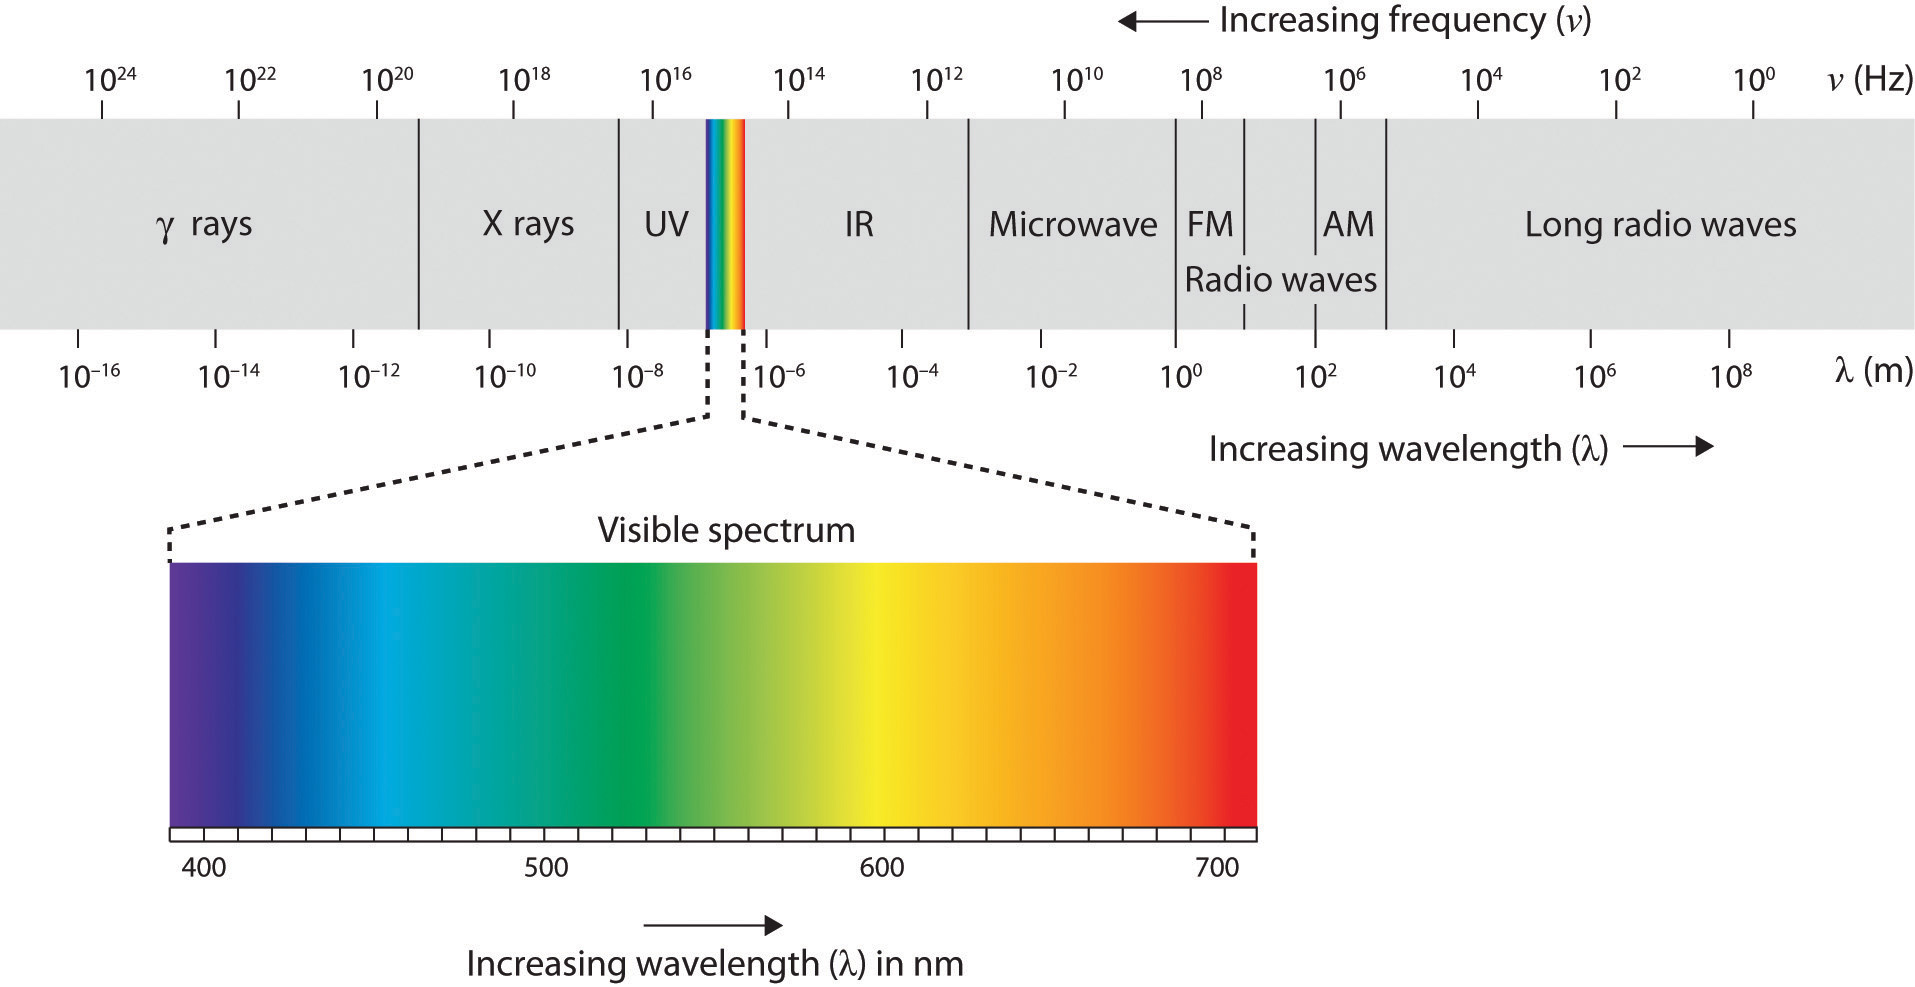 Increasing frequency (ν)
10²⁴ 10²² 10²⁰ 10¹⁸ 10¹⁶ 10¹⁴ 10¹² 10¹⁰ 10⁸ 10⁶ 10⁴ 10² 10⁰ ν (Hz)
γ rays X rays UV IR Microwave FM AM Long radio waves
Radio waves
10⁻¹⁶ 10⁻¹⁴ 10⁻¹² 10⁻¹⁰ 10⁻⁸ 10⁻⁶ 10⁻⁴ 10⁻² 10⁰ 10² 10⁴ 10⁶ 10⁸ λ (m)
Increasing wavelength (λ)
Visible spectrum
400 500 600 700
Increasing wavelength (λ) in nm